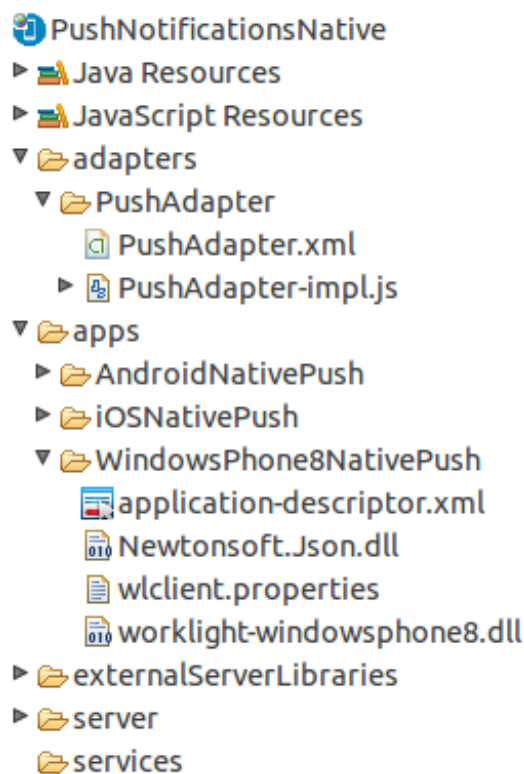 PushNotificationsNative
Java Resources
JavaScript Resources
adapters
PushAdapter
PushAdapter.xml
PushAdapter-impl.js
apps
AndroidNativePush
iOSNativePush
WindowsPhone8NativePush
application-descriptor.xml
Newtonsoft.Json.dll
wlclient.properties
worklight-windowsphone8.dll
externalServerLibraries
server
services